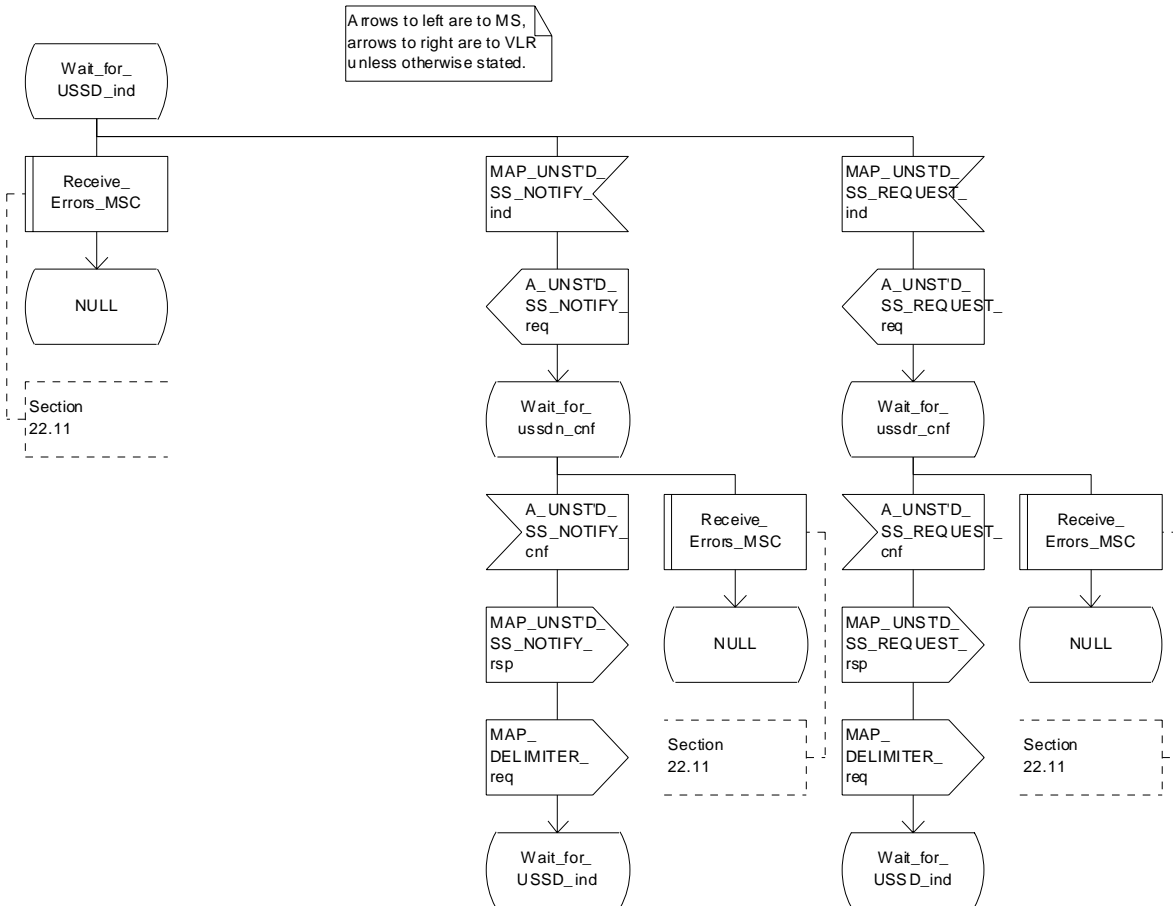 Arrows to left are to MS,
arrows to right are to VLR
unless otherwise stated.
Wait_for_
USSD_ind
Receive_
Errors_MSC
NULL
Section
22.11
MAP_UNST'D_
SS_NOTIFY_
ind
A_UNST'D_
SS_NOTIFY_
req
Wait_for_
ussdn_cnf
A_UNST'D_
SS_NOTIFY_
cnf
MAP_UNST'D_
SS_NOTIFY_
rsp
MAP_
DELIMITER_
req
Wait_for_
USSD_ind
Receive_
Errors_MSC
NULL
Section
22.11
MAP_UNST'D_
SS_REQUEST_
ind
A_UNST'D_
SS_REQUEST_
req
Wait_for_
ussdr_cnf
A_UNST'D_
SS_REQUEST_
cnf
MAP_UNST'D_
SS_REQUEST_
rsp
MAP_
DELIMITER_
req
Wait_for_
USSD_ind
Receive_
Errors_MSC
NULL
Section
22.11